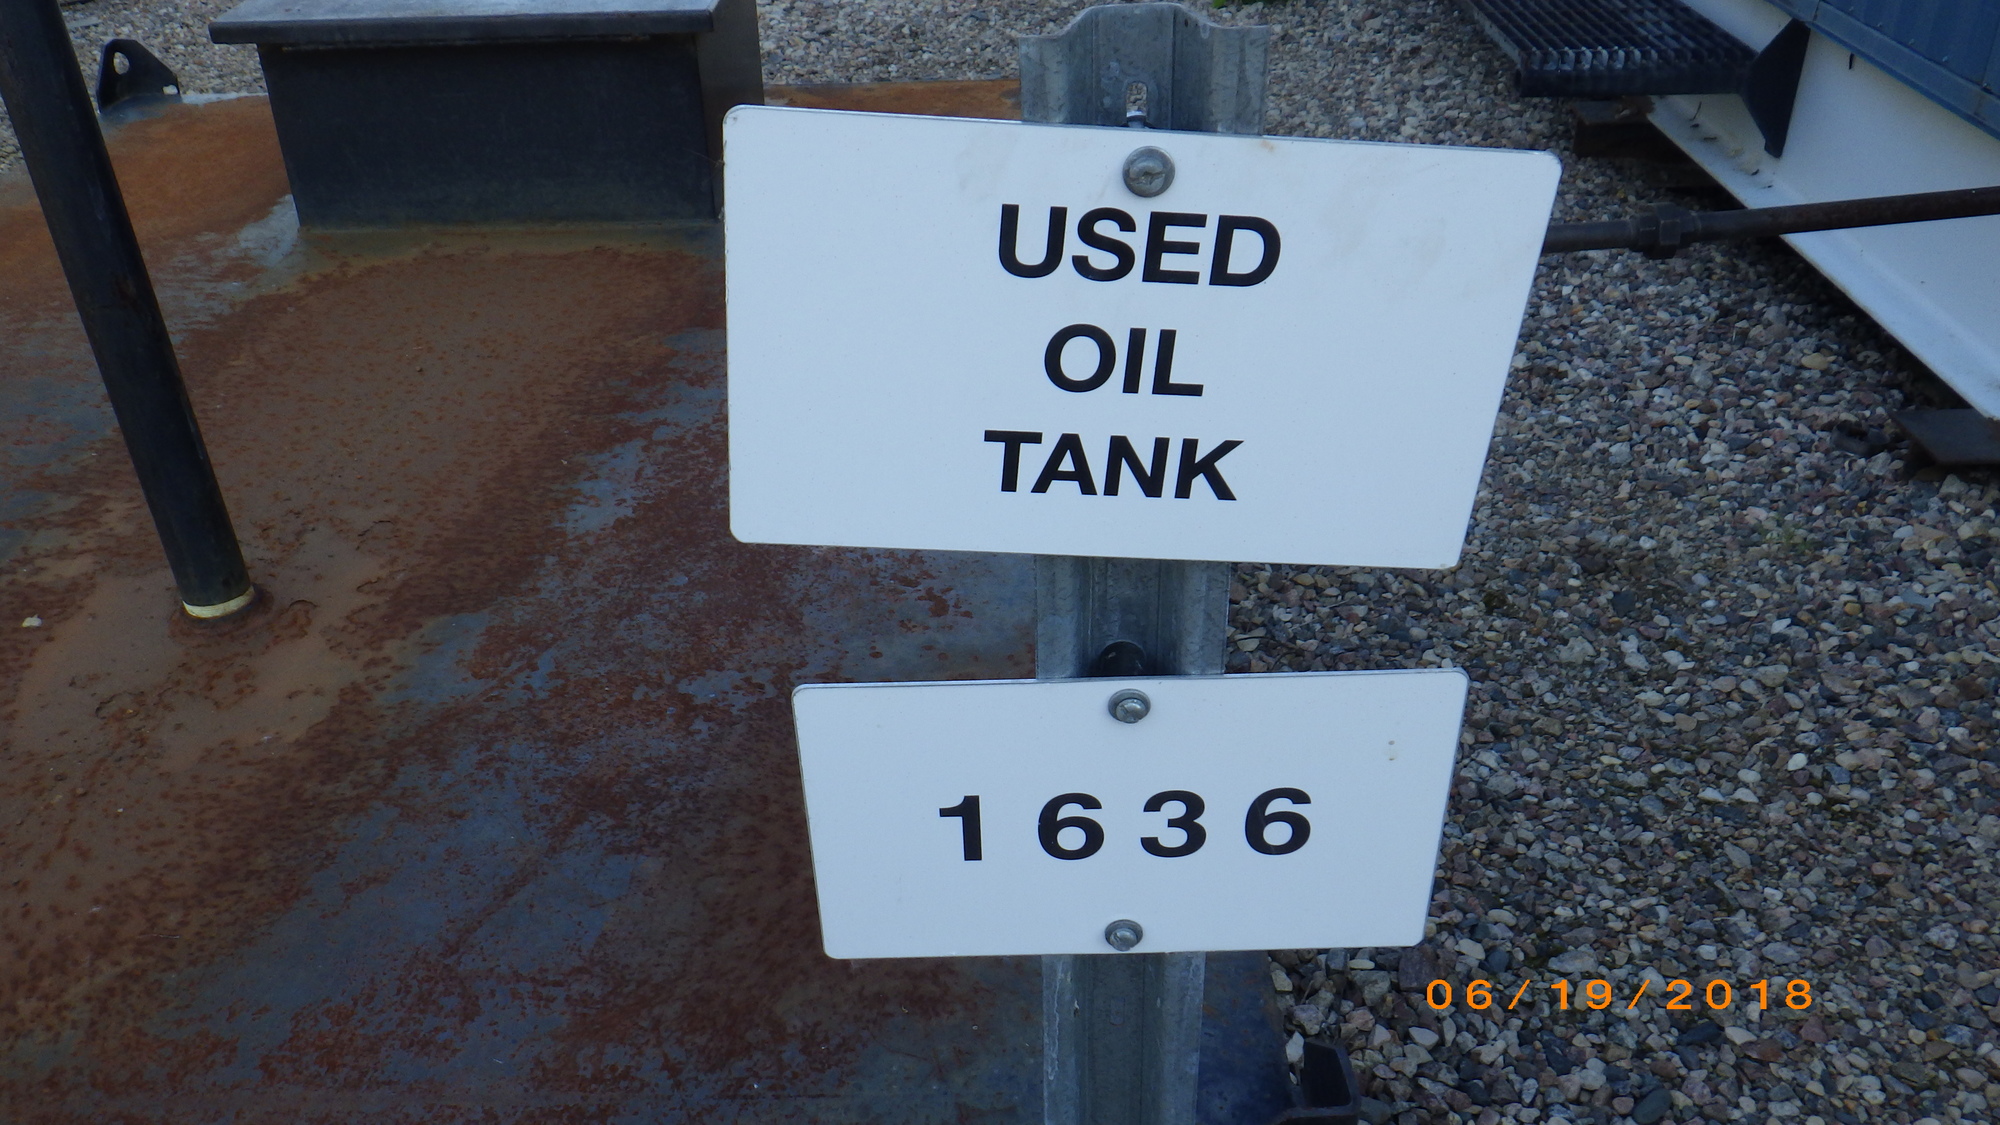 USED
OIL
TANK
1636
06/19/2018